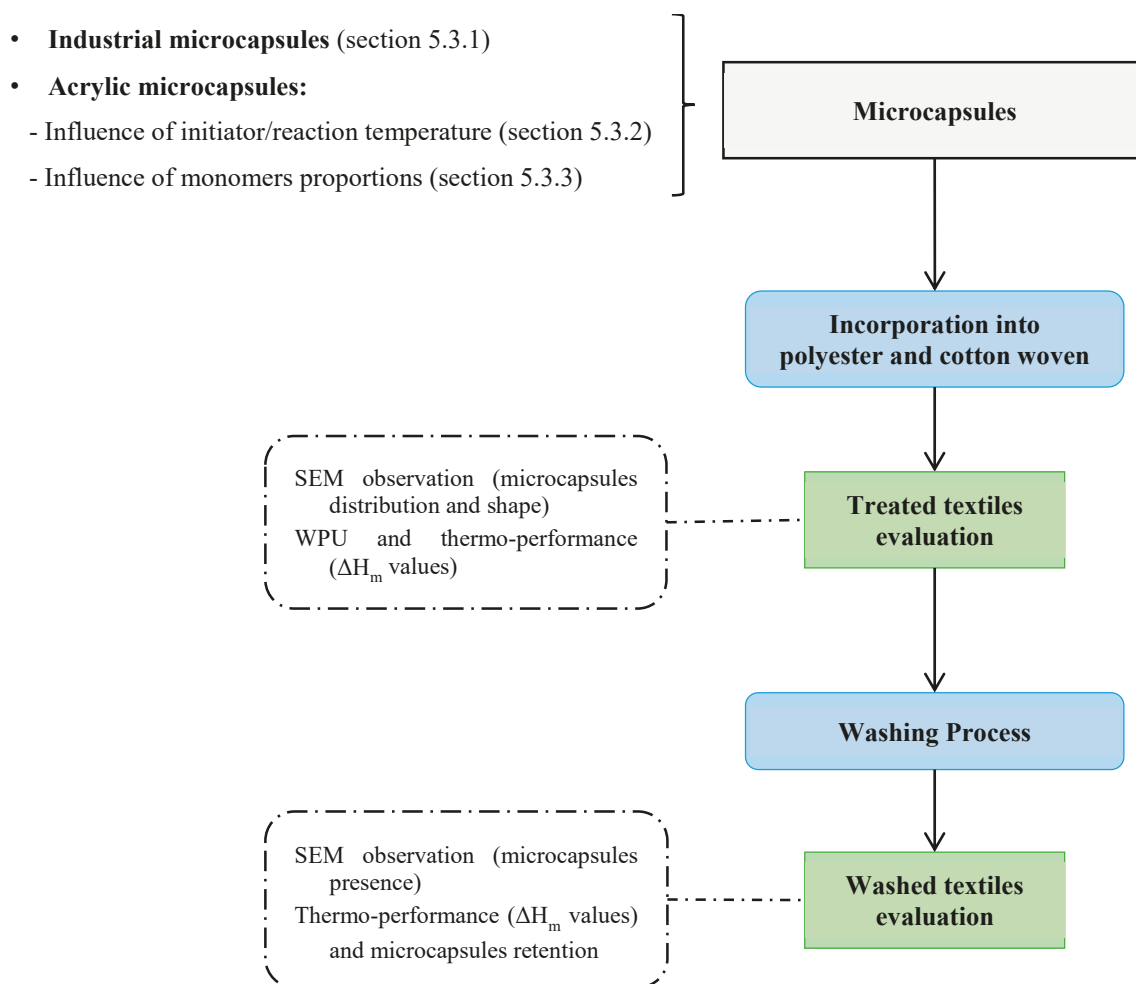 • Industrial microcapsules (section 5.3.1)
• Acrylic microcapsules:
- Influence of initiator/reaction temperature (section 5.3.2)
- Influence of monomers proportions (section 5.3.3)
Microcapsules
Incorporation into
polyester and cotton woven
SEM observation (microcapsules
distribution and shape)
WPU and thermo-performance
(ΔHm values)
Treated textiles
evaluation
Washing Process
SEM observation (microcapsules
presence)
Thermo-performance (ΔHm values)
and microcapsules retention
Washed textiles
evaluation